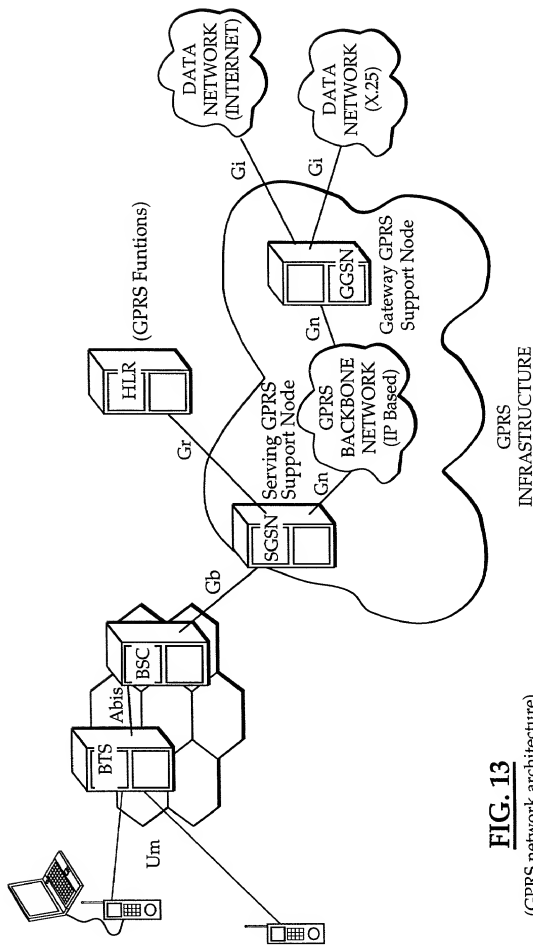 Um
BTS
Abis
BSC
Gb
SGSN
Serving GPRS
Support Node
Gr
HLR
(GPRS Funtions)
Gn
GPRS
BACKBONE
NETWORK
(IP Based)
Gn
GGSN
Gateway GPRS
Support Node
Gi
DATA
NETWORK
(INTERNET)
Gi
DATA
NETWORK
(X.25)
GPRS
INFRASTRUCTURE
FIG. 13
(GPRS network architecture)